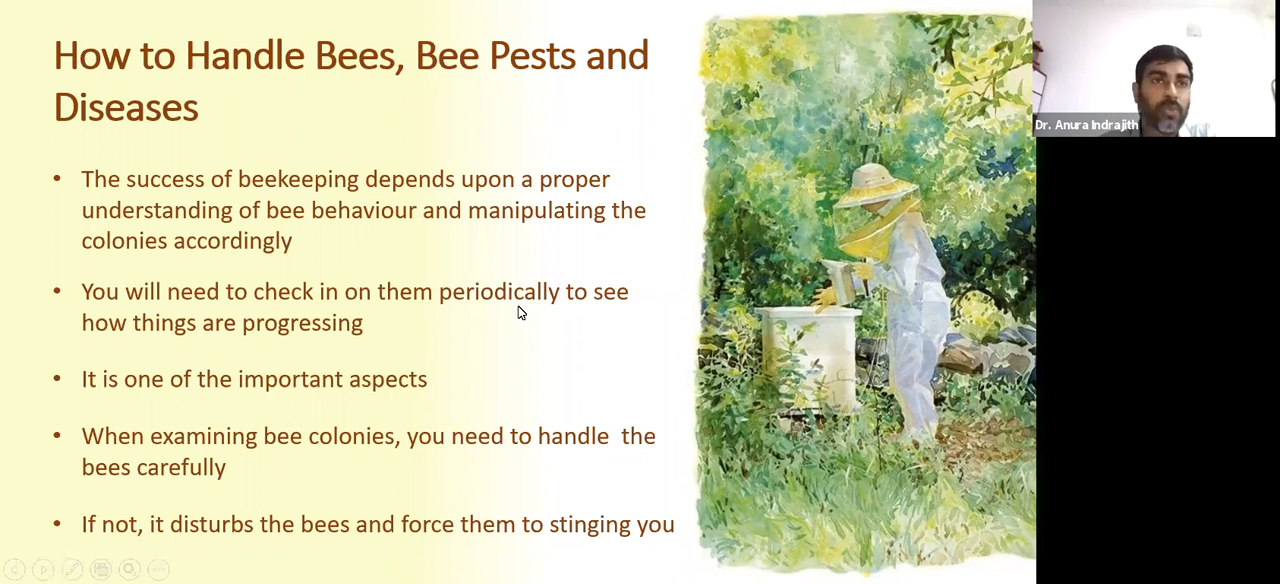 How to Handle Bees, Bee Pests and
Diseases
• The success of beekeeping depends upon a proper
understanding of bee behaviour and manipulating the
colonies accordingly
• You will need to check in on them periodically to see
how things are progressing
• It is one of the important aspects
• When examining bee colonies, you need to handle  the
bees carefully
• If not, it disturbs the bees and force them to stinging you
Dr. Anura Indrajith